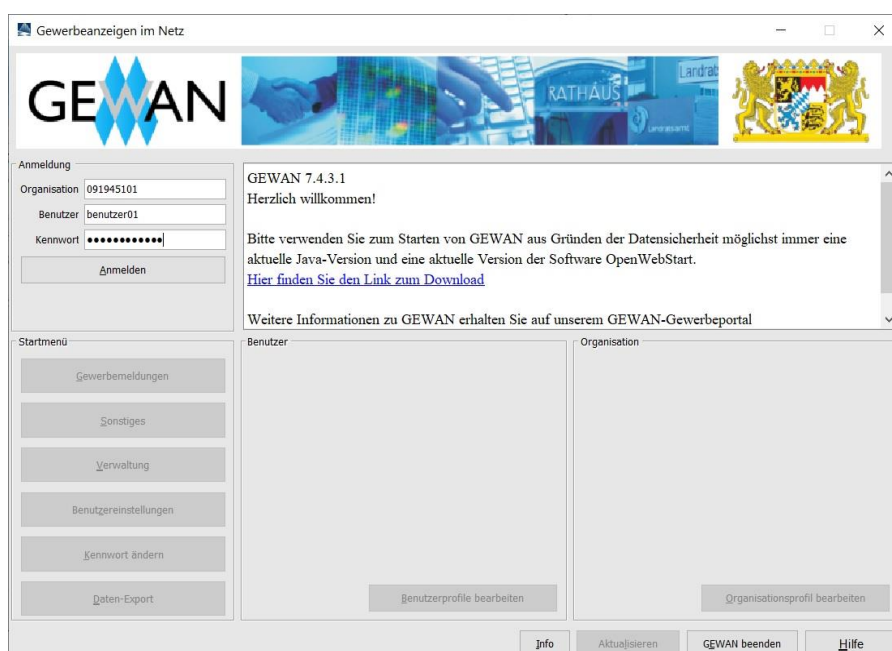 Gewerbeanzeigen im Netz
GEWAN
RATHAUS
Landrat
Landratsamt
Anmeldung
Organisation 091945101
Benutzer benutzer01
Kennwort ●●●●●●●●●●●●
Anmelden
GEWAN 7.4.3.1
Herzlich willkommen!
Bitte verwenden Sie zum Starten von GEWAN aus Gründen der Datensicherheit möglichst immer eine
aktuelle Java-Version und eine aktuelle Version der Software OpenWebStart.
Hier finden Sie den Link zum Download
Weitere Informationen zu GEWAN erhalten Sie auf unserem GEWAN-Gewerbeportal
Startmenü
Gewerbemeldungen
Sonstiges
Verwaltung
Benutzereinstellungen
Kennwort ändern
Daten-Export
Benutzer
Benutzerprofile bearbeiten
Organisation
Organisationsprofil bearbeiten
Info
Aktualisieren
GEWAN beenden
Hilfe